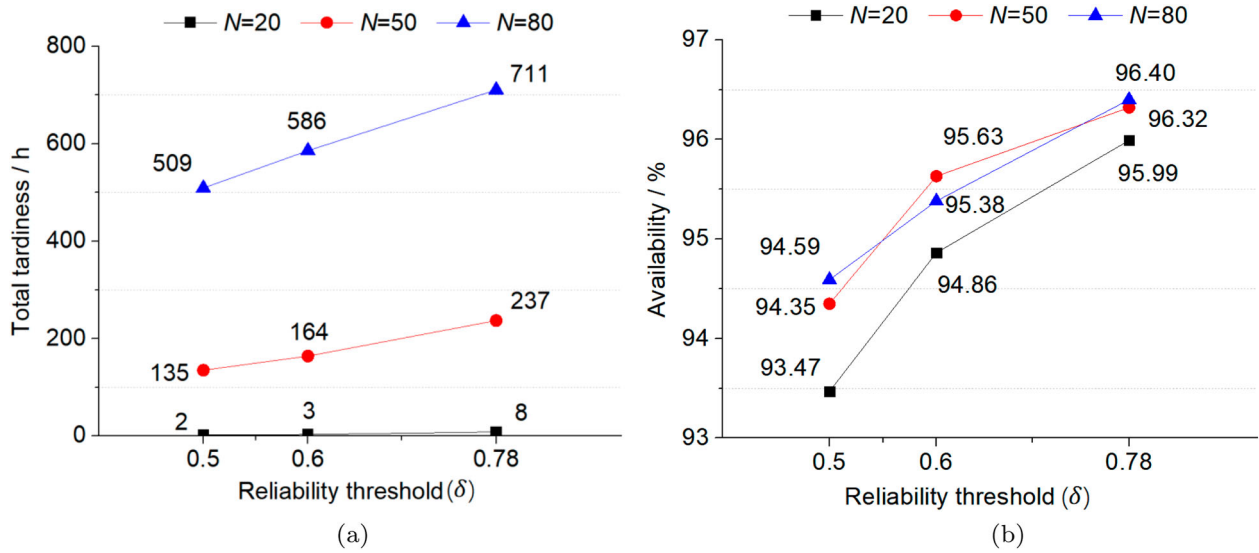 N=20 N=50 N=80
800
600
400
200
0
Total tardiness / h
509
586
711
135
164
237
2
3
8
0.5 0.6 0.78
Reliability threshold (δ)
(a)
N=20 N=50 N=80
97
96
95
94
93
Availability / %
96.40
95.63
96.32
95.99
95.38
94.59
94.86
94.35
93.47
0.5 0.6 0.78
Reliability threshold (δ)
(b)